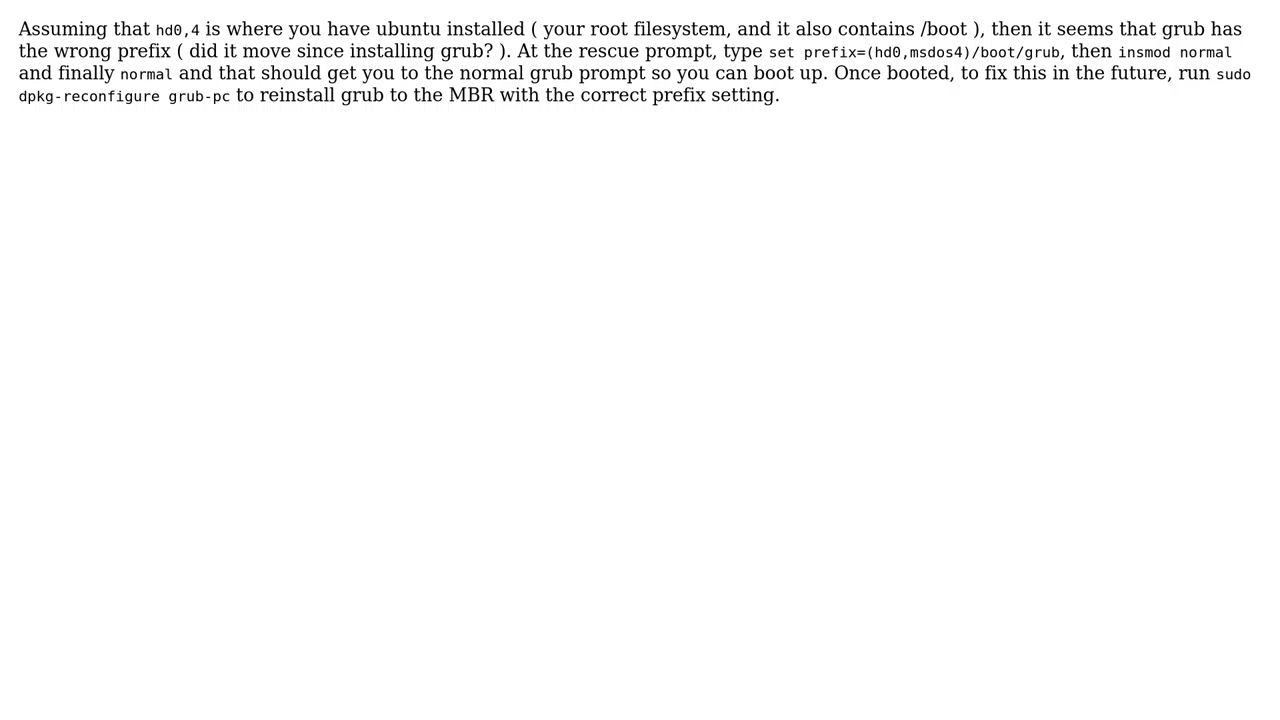 Assuming that hd0,4 is where you have ubuntu installed ( your root filesystem, and it also contains /boot ), then it seems that grub has
the wrong prefix ( did it move since installing grub? ). At the rescue prompt, type set prefix=(hd0,msdos4)/boot/grub, then insmod normal
and finally normal and that should get you to the normal grub prompt so you can boot up. Once booted, to fix this in the future, run sudo
dpkg-reconfigure grub-pc to reinstall grub to the MBR with the correct prefix setting.